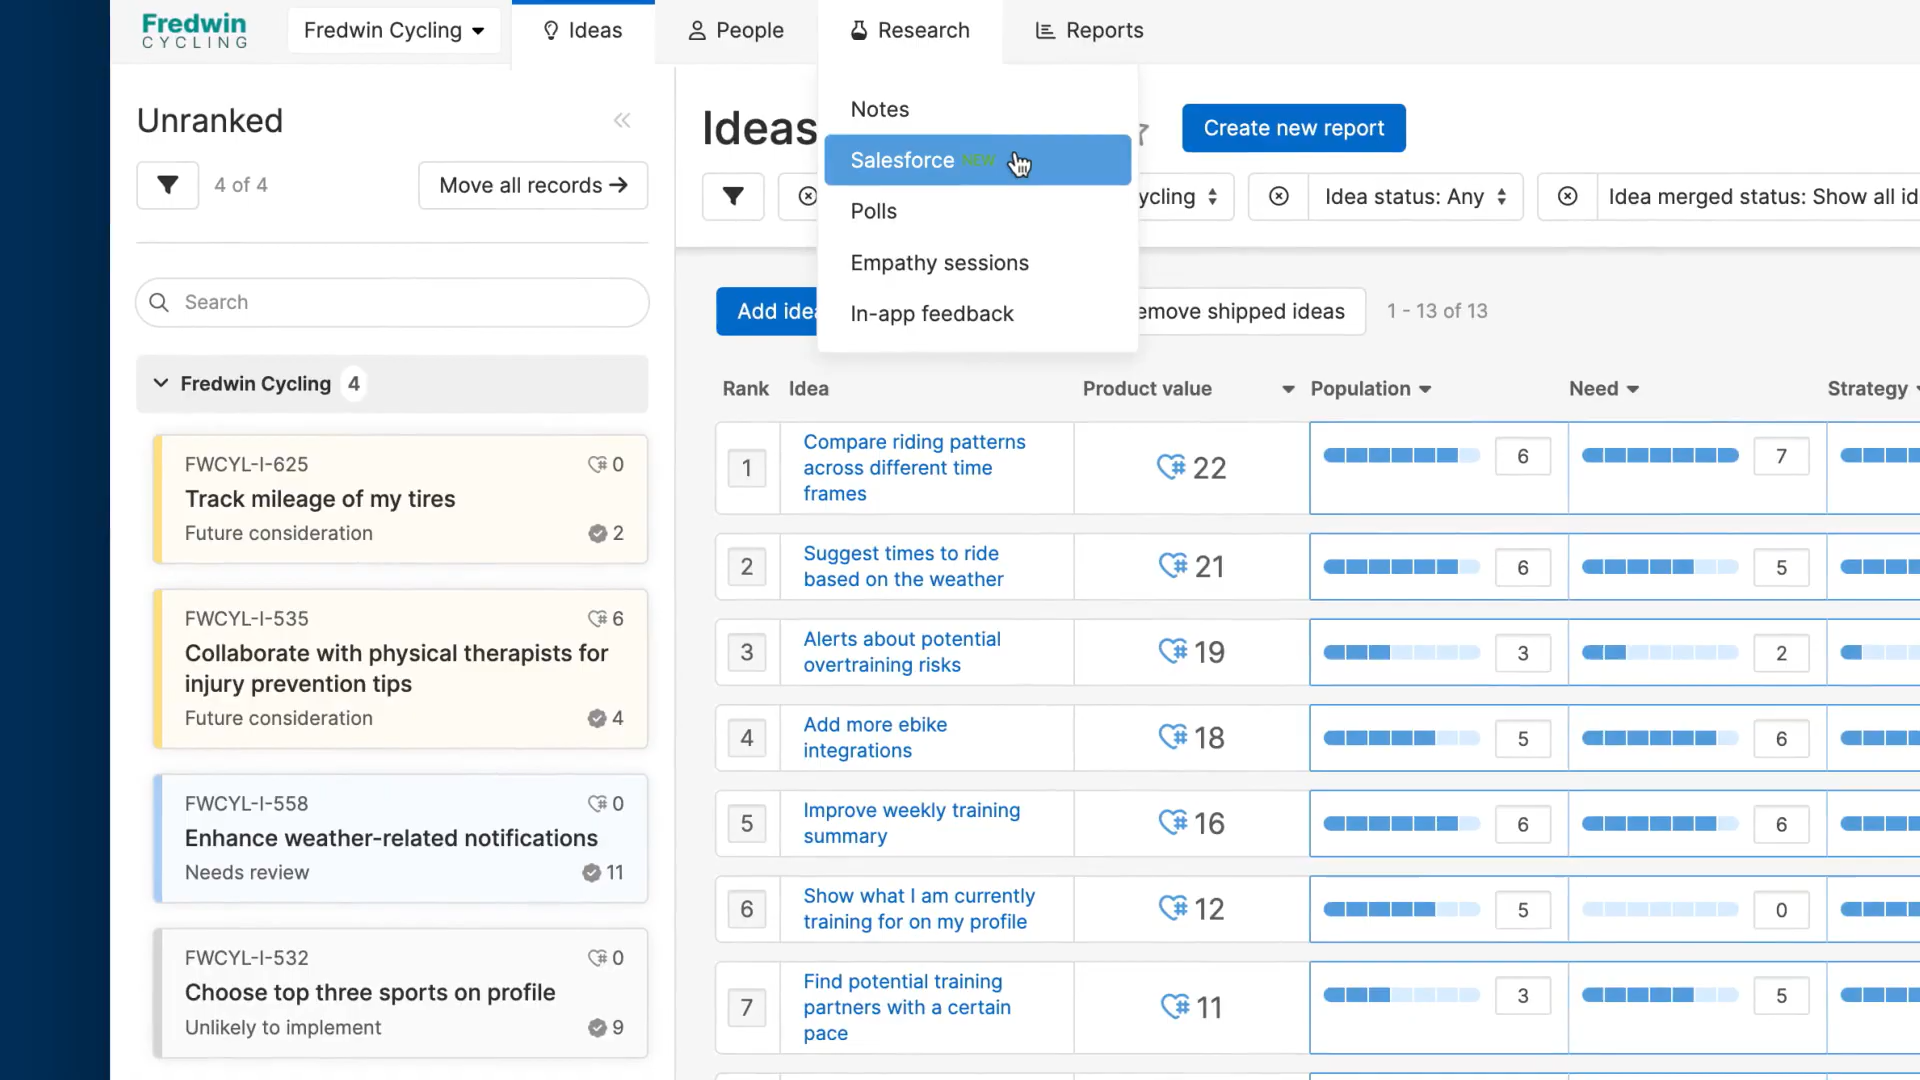 Fredwin
CYCLING
Fredwin Cycling
Ideas
People
Research
Reports
Unranked
4 of 4
Move all records
Search
Fredwin Cycling 4
FWCYL-I-625 0
Track mileage of my tires
Future consideration 2
FWCYL-I-535 6
Collaborate with physical therapists for
injury prevention tips
Future consideration 4
FWCYL-I-558 0
Enhance weather-related notifications
Needs review 11
FWCYL-I-532 0
Choose top three sports on profile
Unlikely to implement 9
Notes
Salesforce NEW
Polls
Empathy sessions
In-app feedback
Ideas
Create new report
ycling
Idea status: Any
Idea merged status: Show all id
Add idea
emove shipped ideas
1 - 13 of 13
Rank Idea Product value Population Need Strategy
1
Compare riding patterns
across different time
frames
22 6 7
2
Suggest times to ride
based on the weather
21 6 5
3
Alerts about potential
overtraining risks
19 3 2
4
Add more ebike
integrations
18 5 6
5
Improve weekly training
summary
16 6 6
6
Show what I am currently
training for on my profile
12 5 0
7
Find potential training
partners with a certain
pace
11 3 5